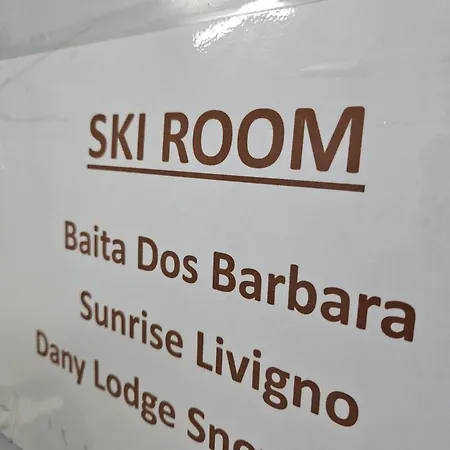 SKI ROOM
Baita Dos Barbara
Sunrise Livigno
Dany Lodge